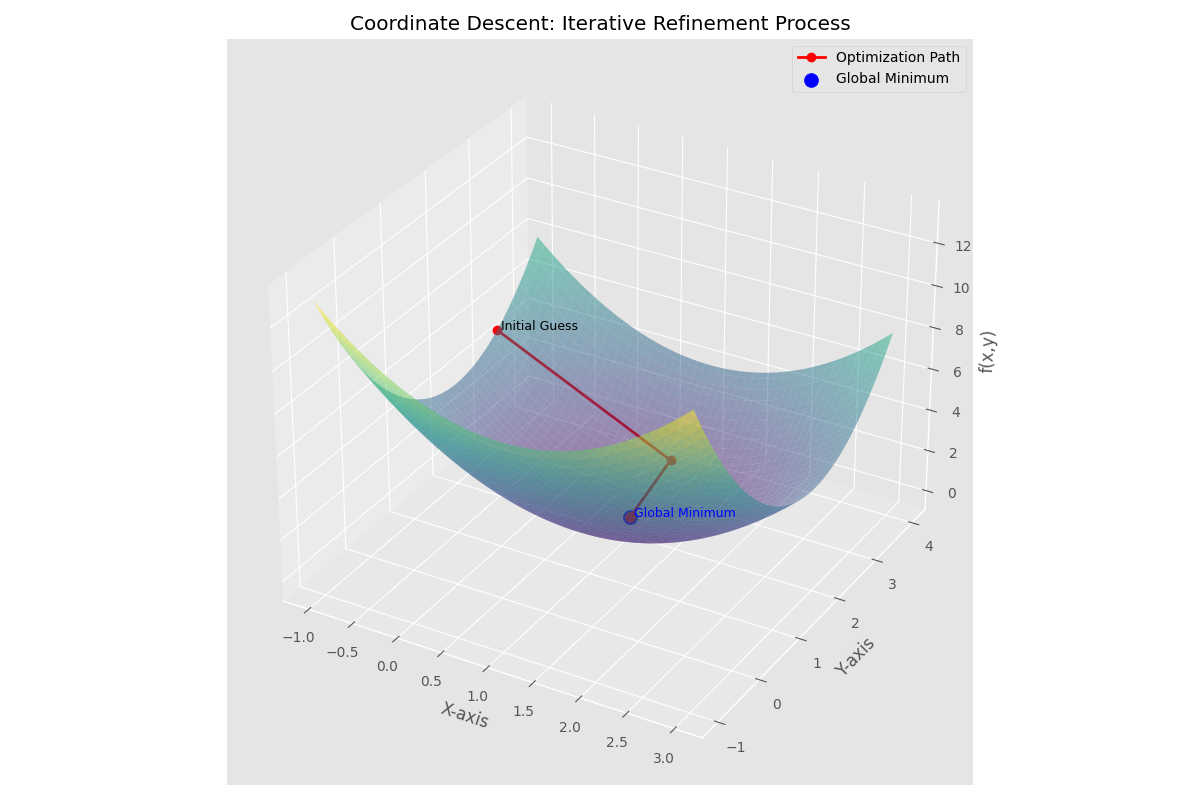 Coordinate Descent: Iterative Refinement Process
Optimization Path
Global Minimum
Initial Guess
Global Minimum
12
10
8
6
4
2
0
f(x,y)
4
3
2
1
0
−1
Y-axis
−1.0
−0.5
0.0
0.5
1.0
1.5
2.0
2.5
3.0
X-axis